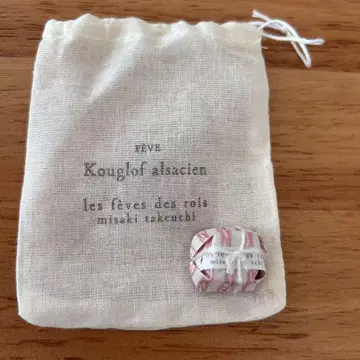 FÈVE
Kouglof alsacien
les fèves des rois
misaki takeuchi